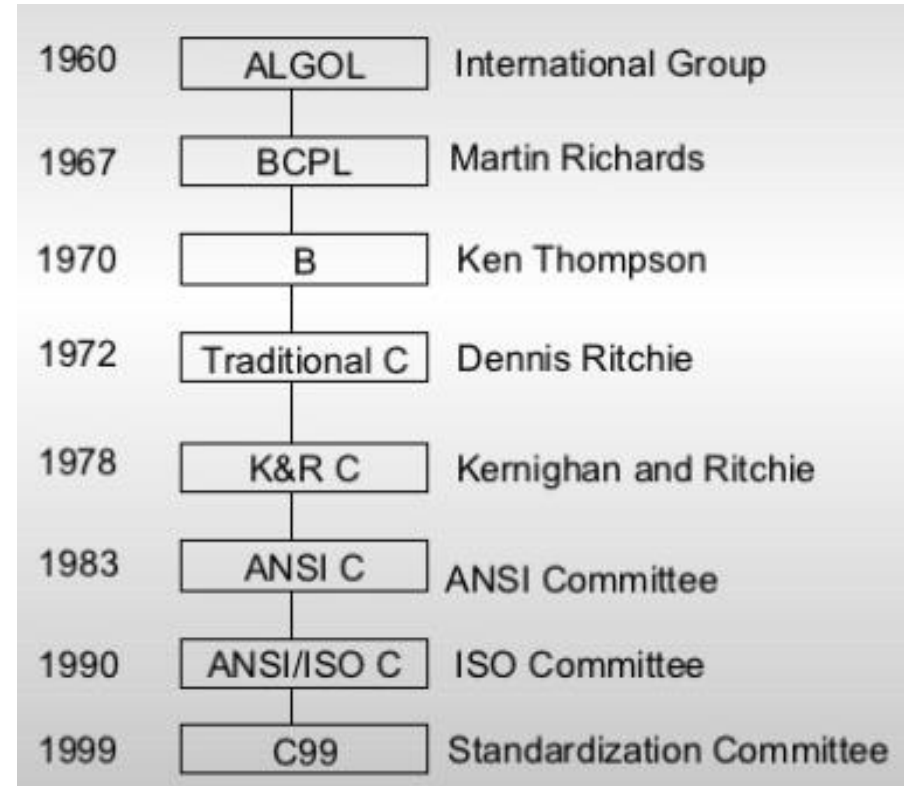 1960 ALGOL International Group
1967 BCPL Martin Richards
1970 B Ken Thompson
1972 Traditional C Dennis Ritchie
1978 K&R C Kernighan and Ritchie
1983 ANSI C ANSI Committee
1990 ANSI/ISO C ISO Committee
1999 C99 Standardization Committee